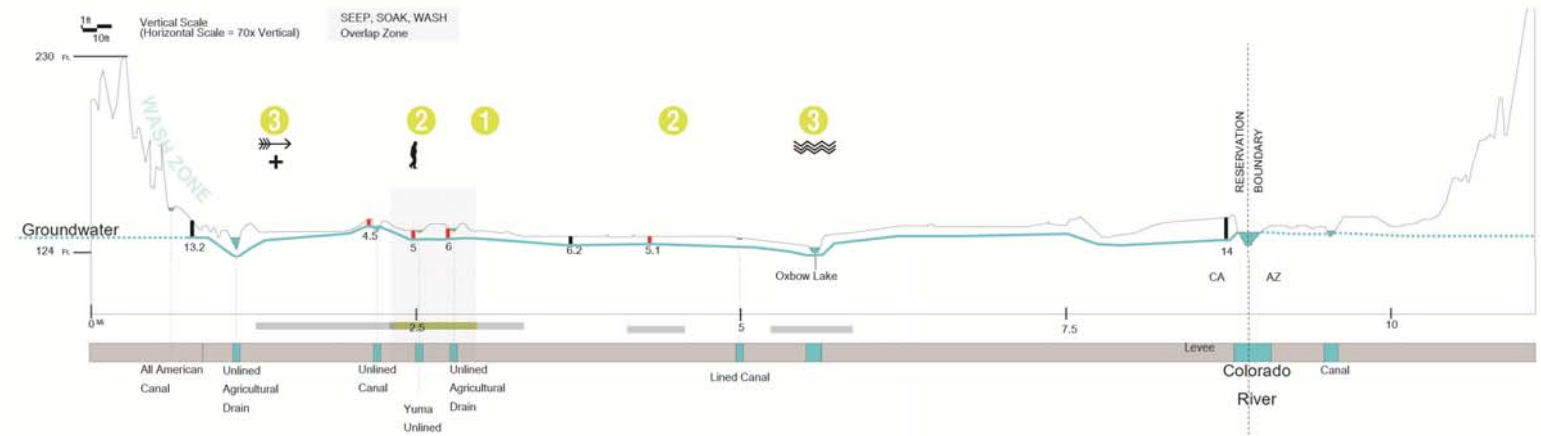 1ft
10ft
Vertical Scale
(Horizontal Scale = 70x Vertical)
SEEP, SOAK, WASH
Overlap Zone
230 Ft.
WASH ZONE
3
2
1
2
3
+
RESERVATION
BOUNDARY
Groundwater
13.2
4.5
5
6
6.2
5.1
14
124 Ft.
Oxbow Lake
CA
AZ
0 Mi.
2.5
5
7.5
10
Levee
All American
Canal
Unlined
Agricultural
Drain
Unlined
Canal
Yuma
Unlined
Unlined
Agricultural
Drain
Lined Canal
Colorado
River
Canal